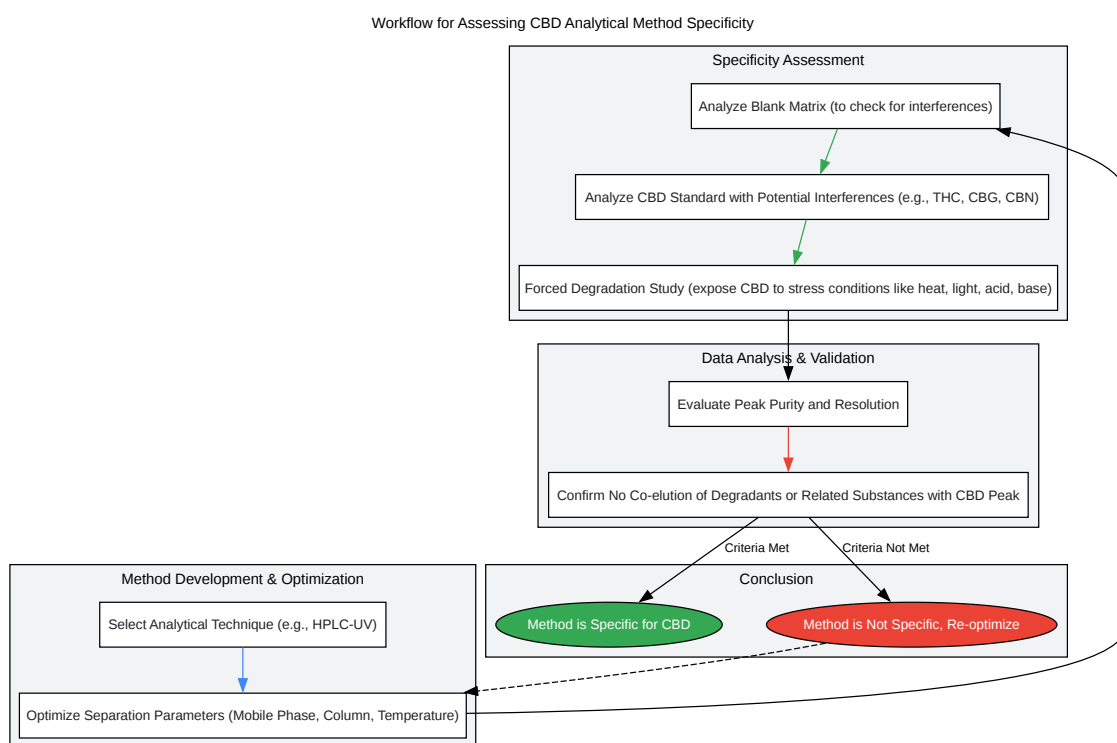 Workflow for Assessing CBD Analytical Method Specificity
Specificity Assessment
Analyze Blank Matrix (to check for interferences)
Analyze CBD Standard with Potential Interferences (e.g., THC, CBG, CBN)
Forced Degradation Study (expose CBD to stress conditions like heat, light, acid, base)
Data Analysis & Validation
Evaluate Peak Purity and Resolution
Confirm No Co-elution of Degradants or Related Substances with CBD Peak
Criteria Met
Criteria Not Met
Conclusion
Method is Specific for CBD
Method is Not Specific, Re-optimize
Method Development & Optimization
Select Analytical Technique (e.g., HPLC-UV)
Optimize Separation Parameters (Mobile Phase, Column, Temperature)